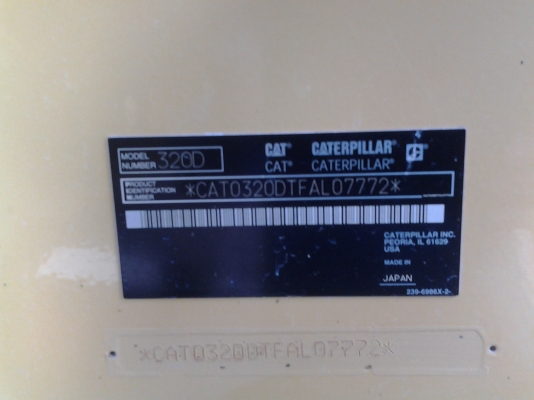 MODEL NUMBER 320D
CAT CATERPILLAR
CAT® CATERPILLAR®
PRODUCT IDENTIFICATION NUMBER *CAT0320DTFAL07772*
CATERPILLAR INC.
PEORIA, IL 61629
USA
MADE IN
JAPAN
339-6986X-2-
*CAT0320DTFAL07772*